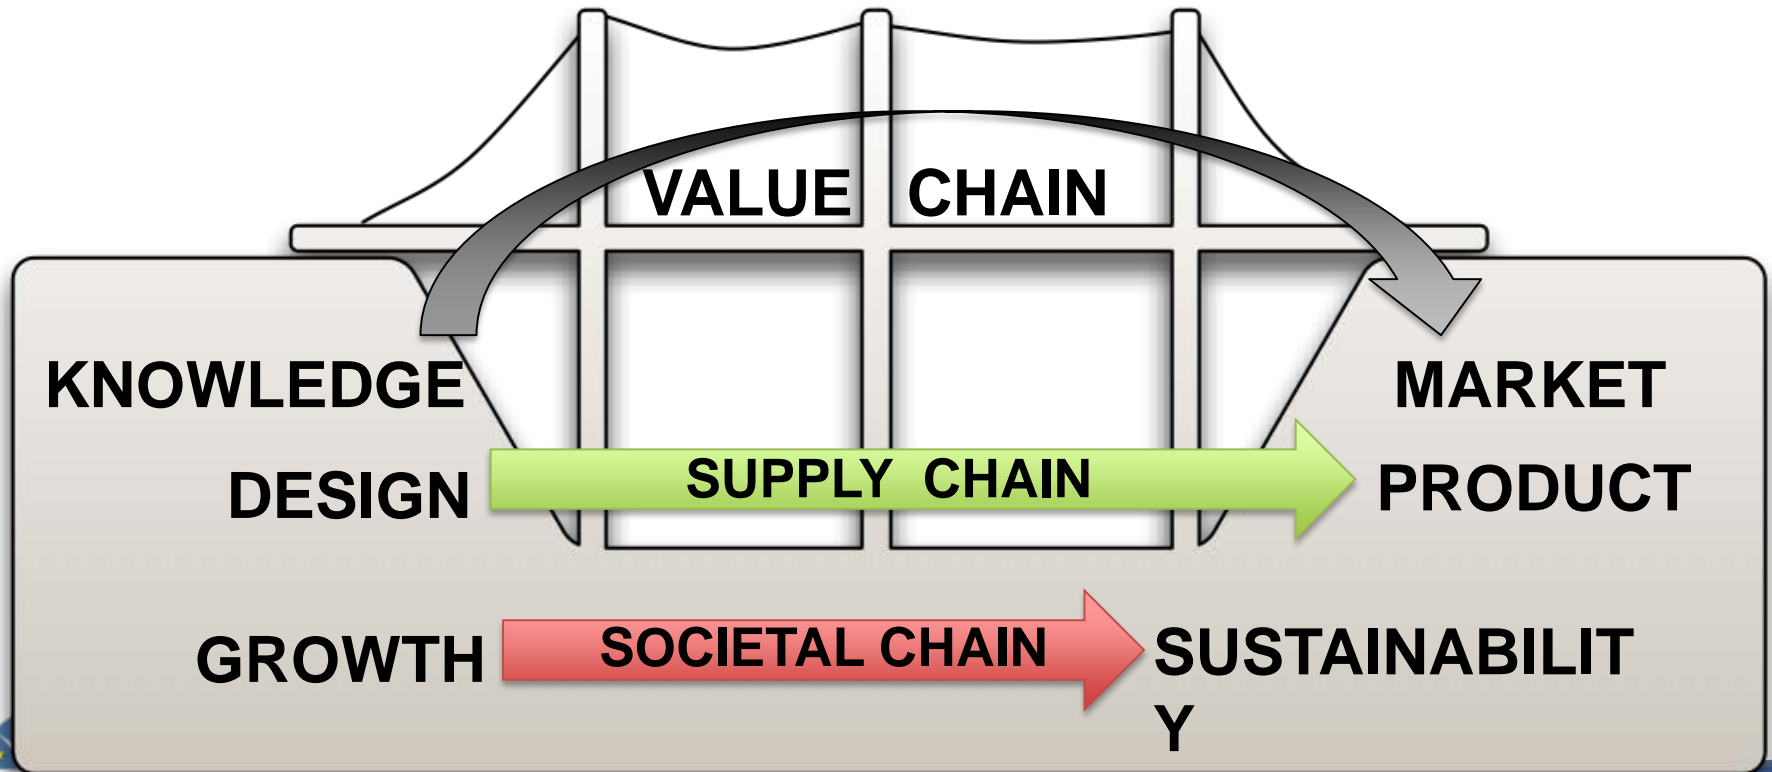 VALUE CHAIN
KNOWLEDGE
MARKET
DESIGN
SUPPLY CHAIN
PRODUCT
GROWTH
SOCIETAL CHAIN
SUSTAINABILIT
Y